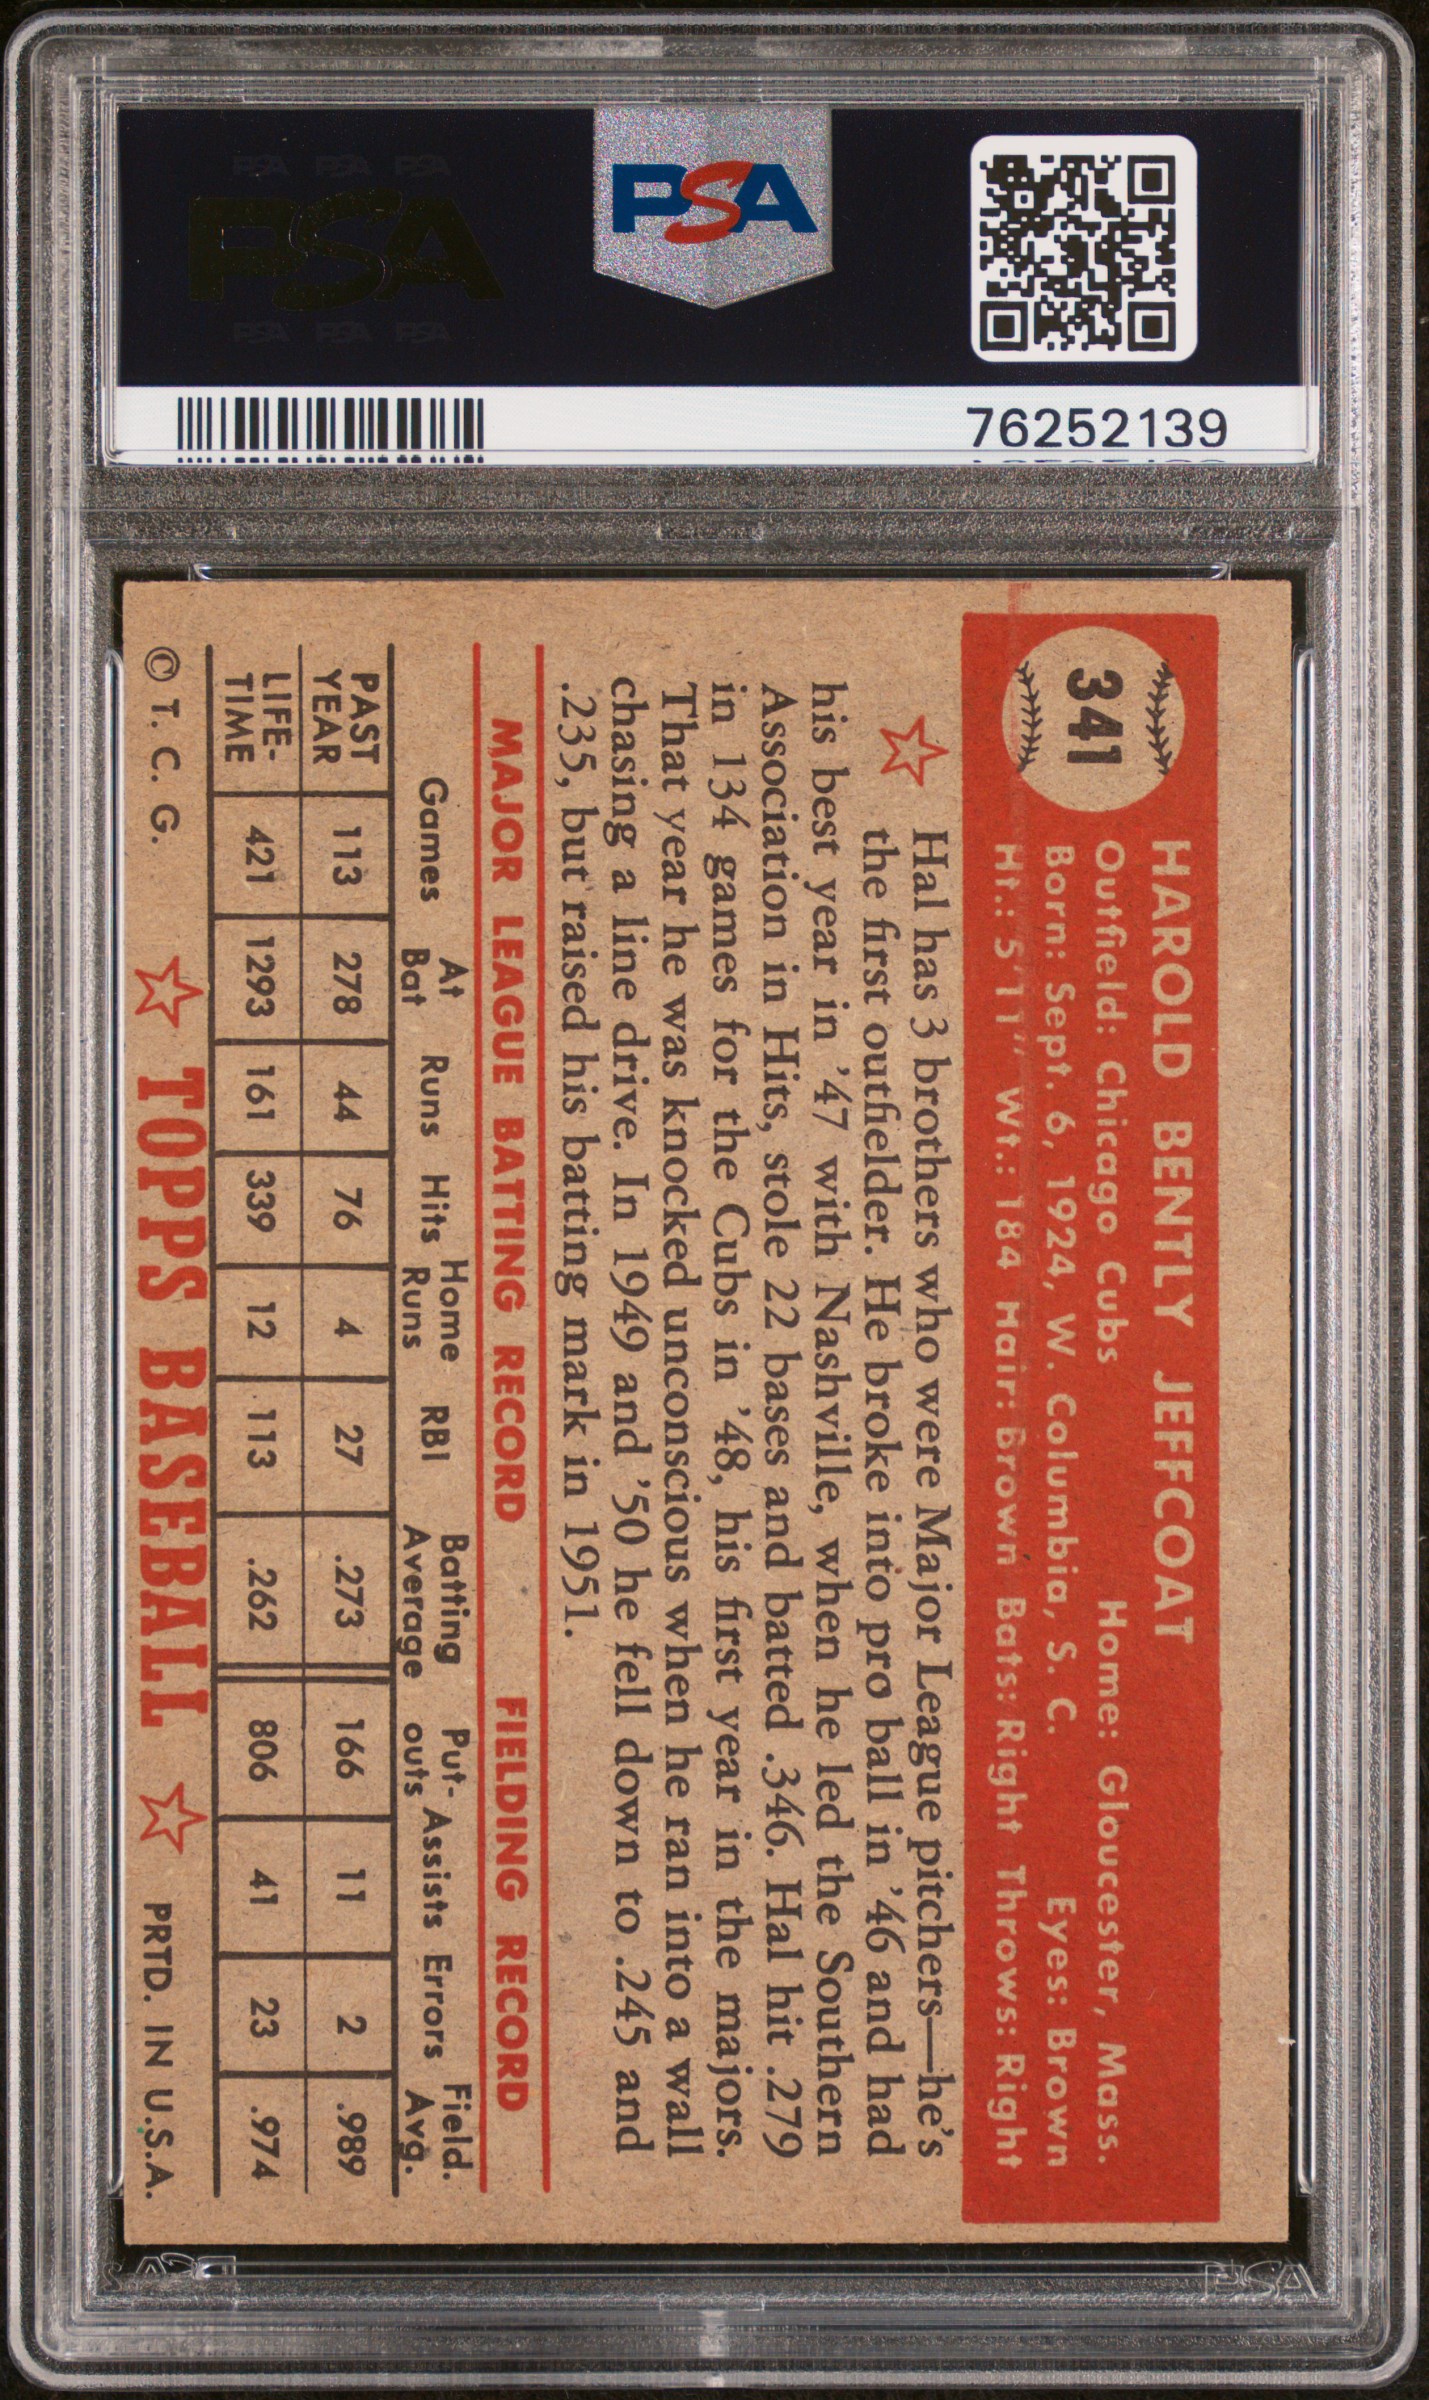 PSA PSA PSA
PSA
PSA PSA PSA
PSA
76252139
341
HAROLD BENTLY JEFFCOAT
Outfield: Chicago Cubs Home: Gloucester, Mass.
Born: Sept. 6, 1924, W. Columbia, S. C. Eyes: Brown
Ht.: 5'11" Wt.: 184 Hair: Brown Bats: Right Throws: Right
Hal has 3 brothers who were Major League pitchers—he's
the first outfielder. He broke into pro ball in '46 and had
his best year in '47 with Nashville, when he led the Southern
Association in Hits, stole 22 bases and batted .346. Hal hit .279
in 134 games for the Cubs in '48, his first year in the majors.
That year he was knocked unconscious when he ran into a wall
chasing a line drive. In 1949 and '50 he fell down to .245 and
.235, but raised his batting mark in 1951.
MAJOR LEAGUE BATTING RECORD FIELDING RECORD
Games At Bat Runs Hits Home Runs RBI Batting Average Put-outs Assists Errors Field. Avg.
PAST YEAR 113 278 44 76 4 27 .273 166 11 2 .989
LIFE-TIME 421 1293 161 339 12 113 .262 806 41 23 .974
© T. C. G. TOPPS BASEBALL PRTD. IN U.S.A.
PSA
PSA